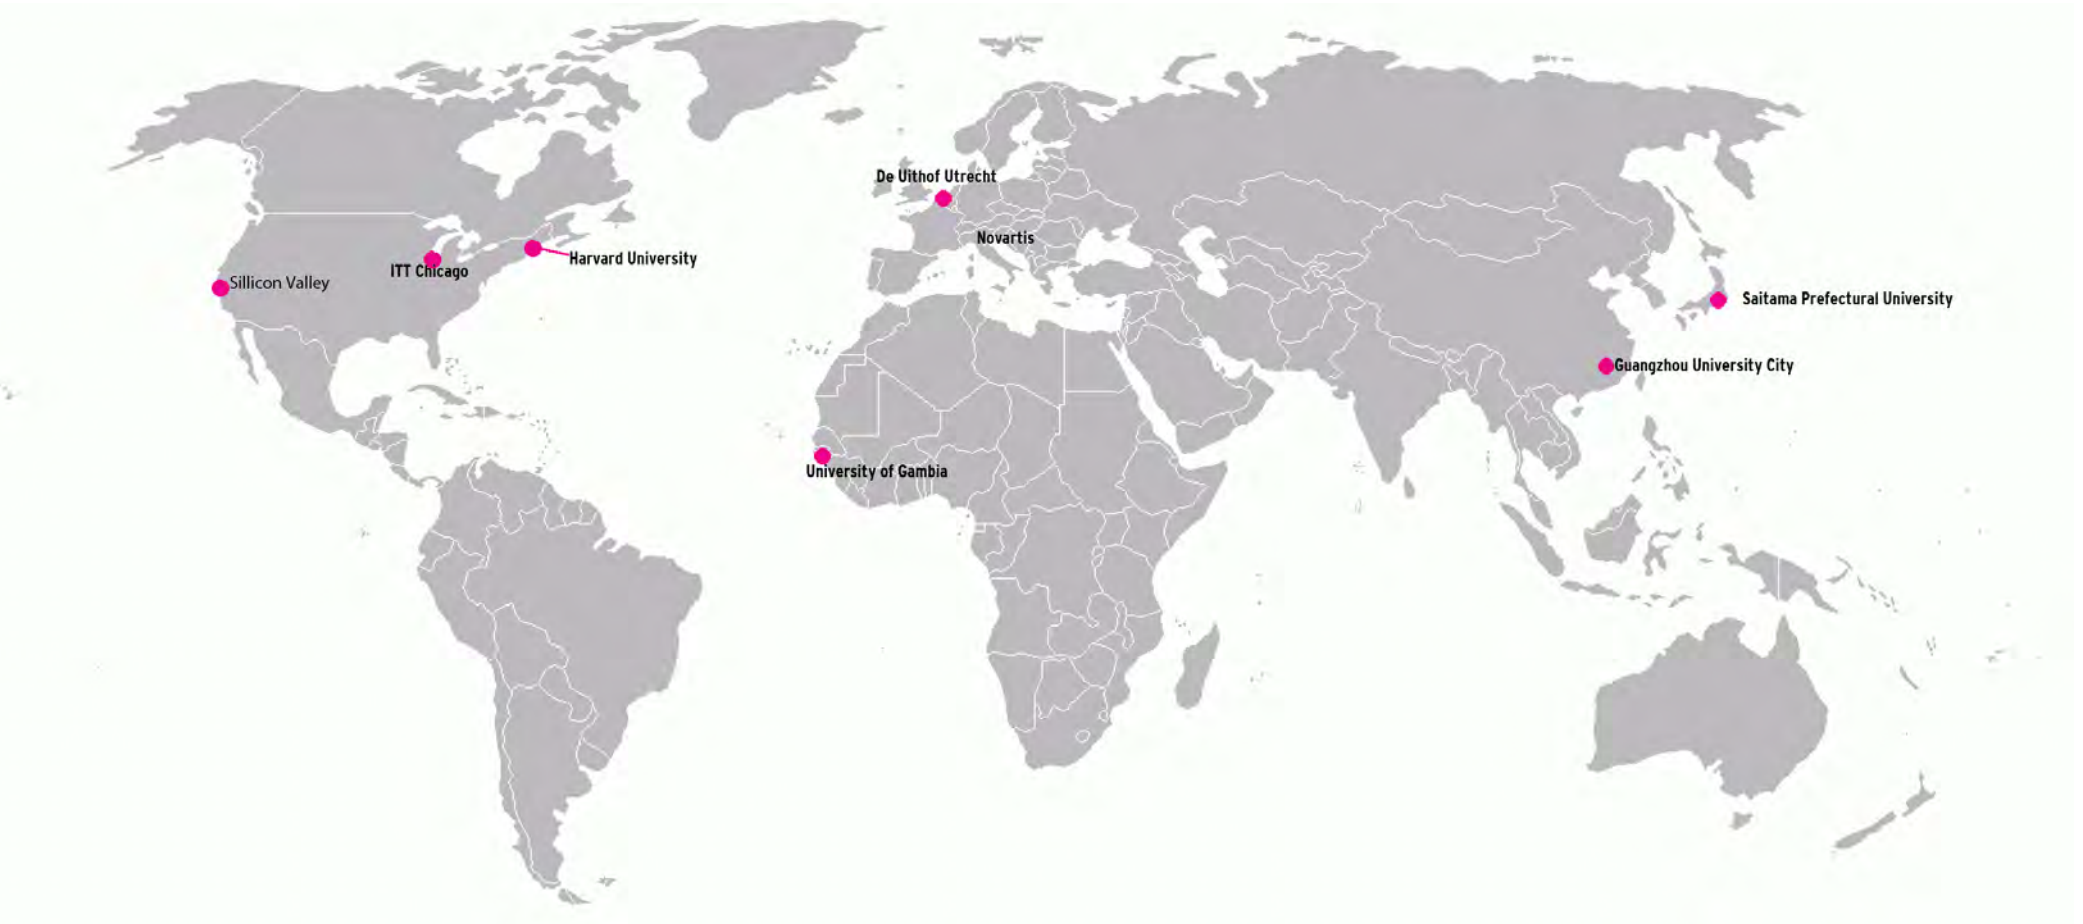 De Uithof Utrecht
Novartis
Harvard University
ITT Chicago
Sillicon Valley
Saitama Prefectural University
Guangzhou University City
University of Gambia